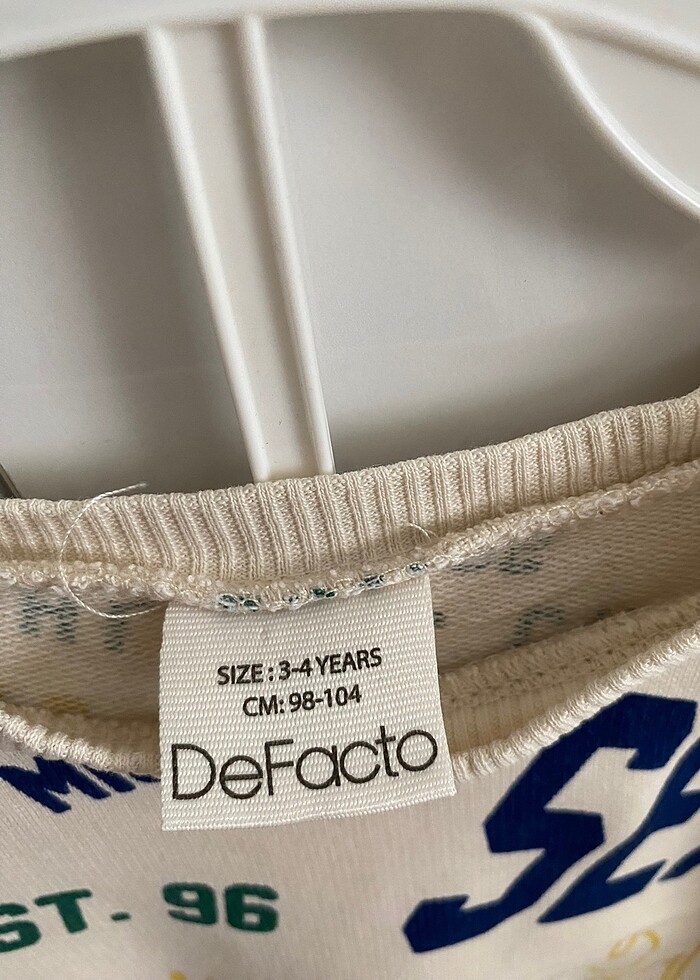 SIZE: 3-4 YEARS
CM: 98-104
DeFacto
ST. 96